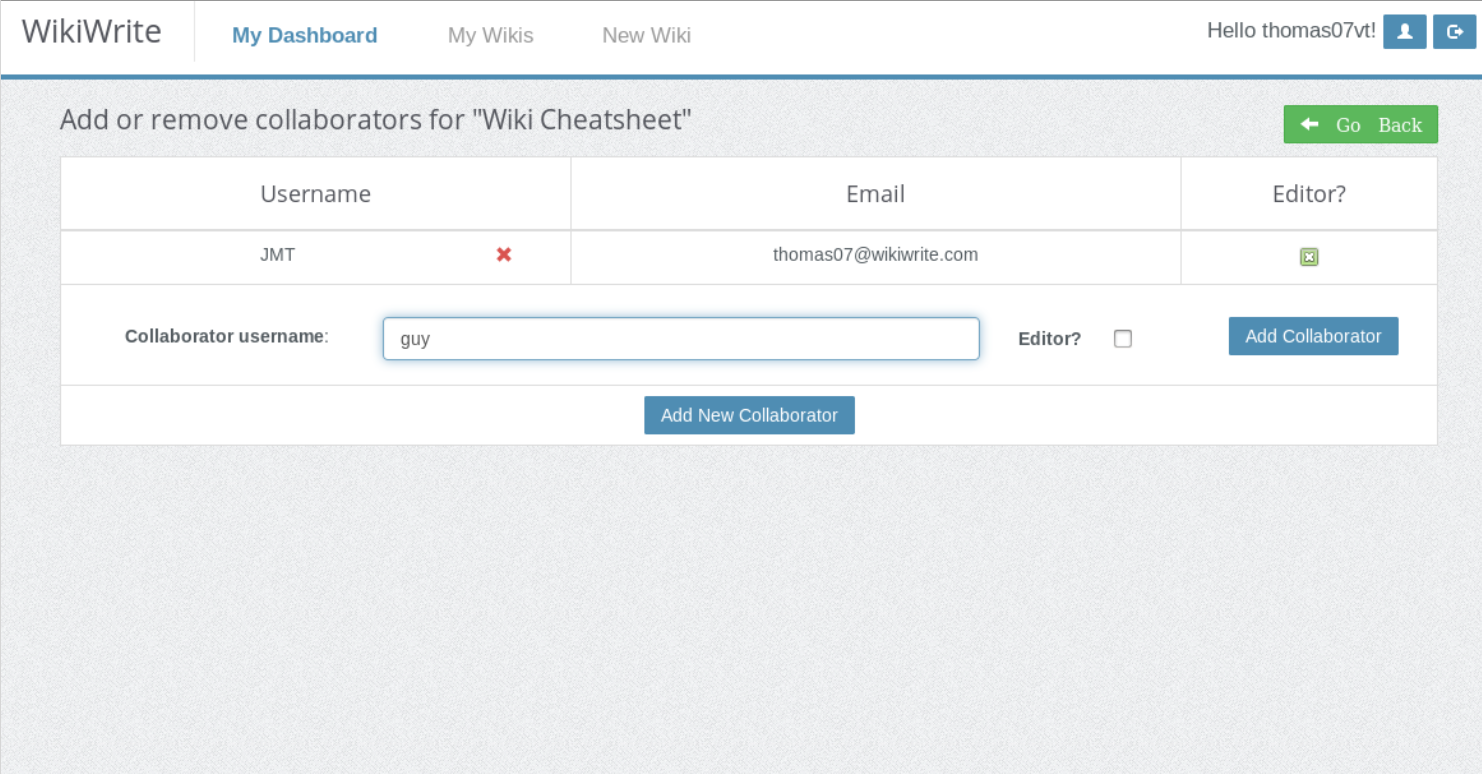 WikiWrite My Dashboard My Wikis New Wiki Hello thomas07vt!
Add or remove collaborators for "Wiki Cheatsheet"
Go Back
Username Email Editor?
JMT thomas07@wikiwrite.com
Collaborator username: guy Editor? Add Collaborator
Add New Collaborator